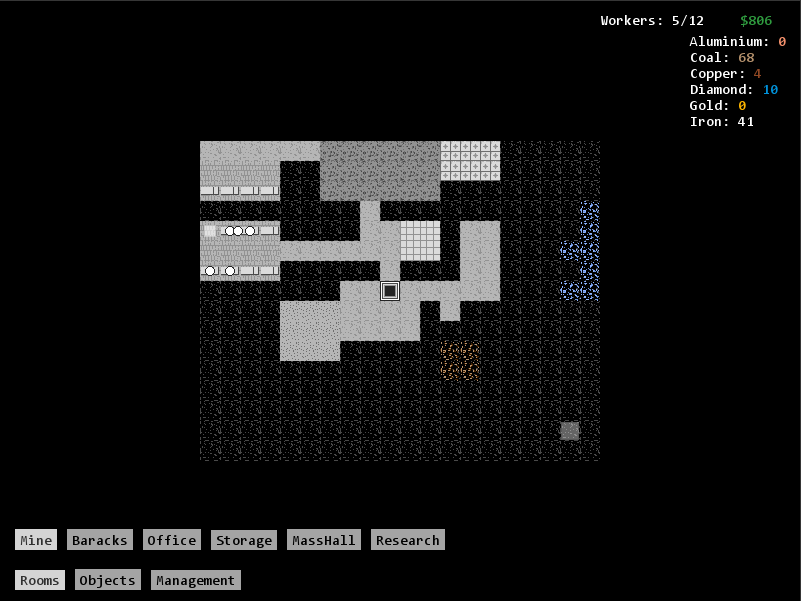 Workers: 5/12 $806
Aluminium: 0
Coal: 68
Copper: 4
Diamond: 10
Gold: 0
Iron: 41
Mine Baracks Office Storage MassHall Research
Rooms Objects Management